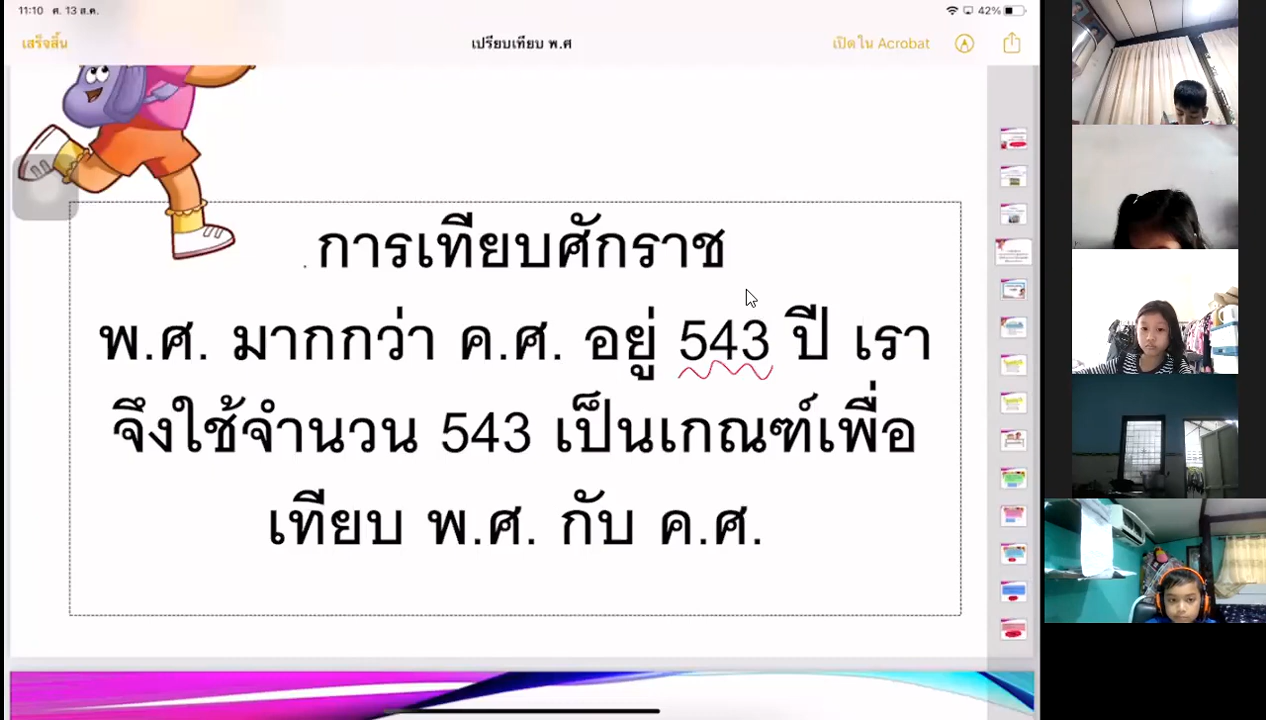 11:10 ศ. 13 ส.ค.
42%
เสร็จสิ้น
เปรียบเทียบ พ.ศ
เปิดใน Acrobat
การเทียบศักราช
พ.ศ. มากกว่า ค.ศ. อยู่ 543 ปี เรา
จึงใช้จำนวน 543 เป็นเกณฑ์เพื่อ
เทียบ พ.ศ. กับ ค.ศ.